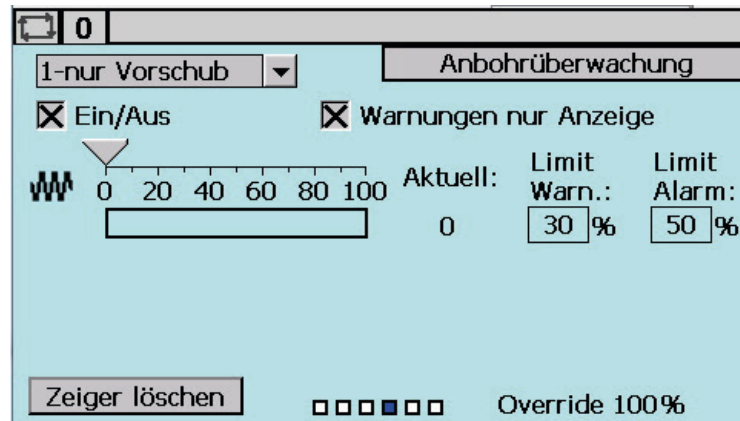 0
1-nur Vorschub
Anbohrüberwachung
Ein/Aus
Warnungen nur Anzeige
0 20 40 60 80 100
Aktuell:
Limit Warn.:
Limit Alarm:
0
30 %
50 %
Zeiger löschen
Override 100%